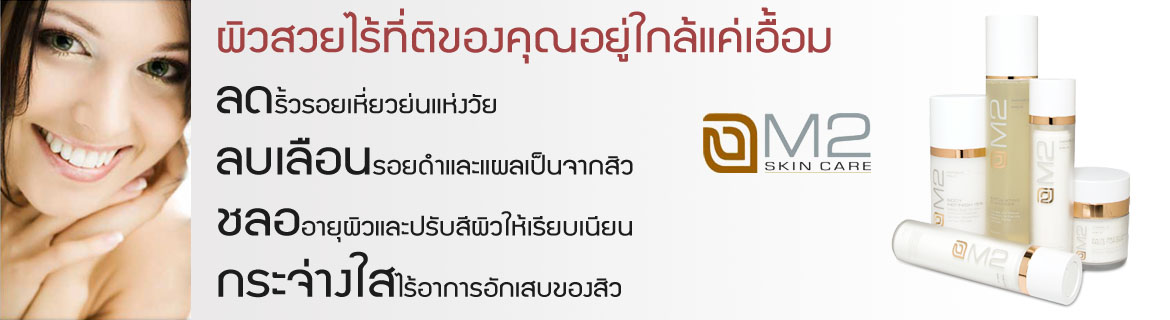 ผิวสวยไร้ที่ติของคุณอยู่ใกล้แค่เอื้อม
ลดริ้วรอยเหี่ยวย่นแห่งวัย
ลบเลือนรอยดำและแผลเป็นจากสิว
ชลออายุผิวและปรับสีผิวให้เรียบเนียน
กระจ่างใสไร้อาการอักเสบของสิว
M2
SKIN CARE
M2
M2
M2
M2